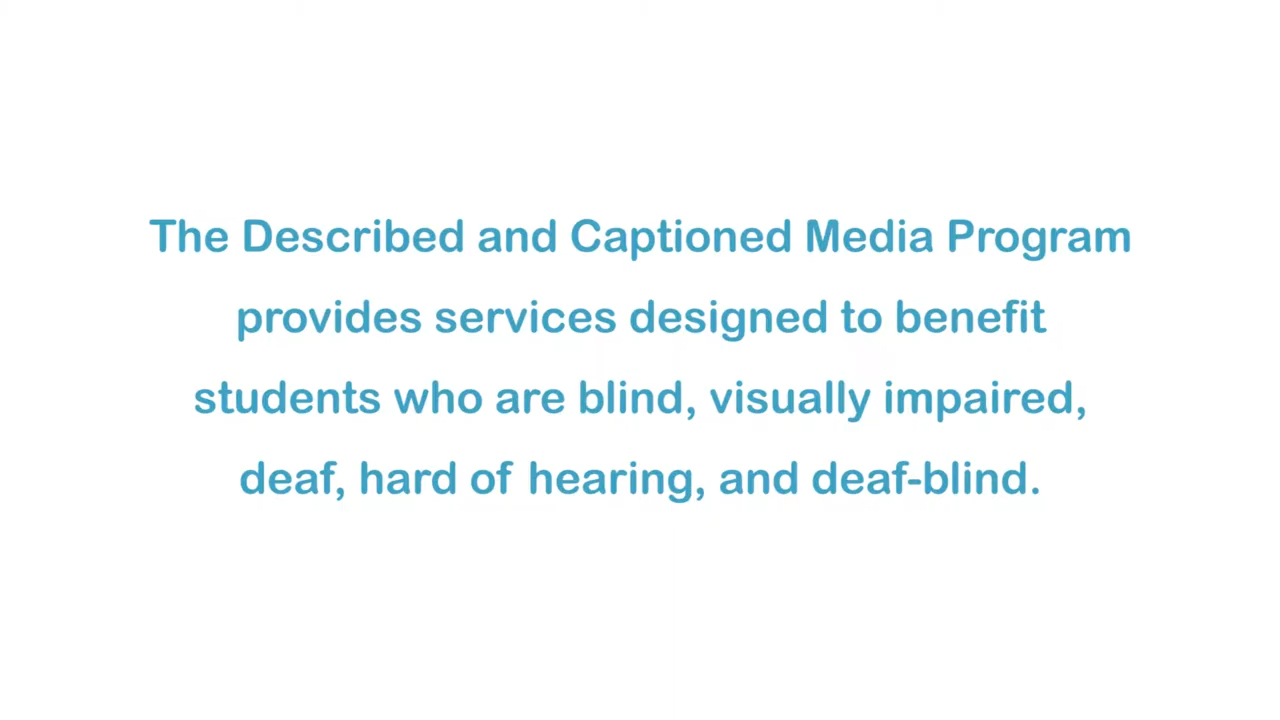 The Described and Captioned Media Program
provides services designed to benefit
students who are blind, visually impaired,
deaf, hard of hearing, and deaf-blind.